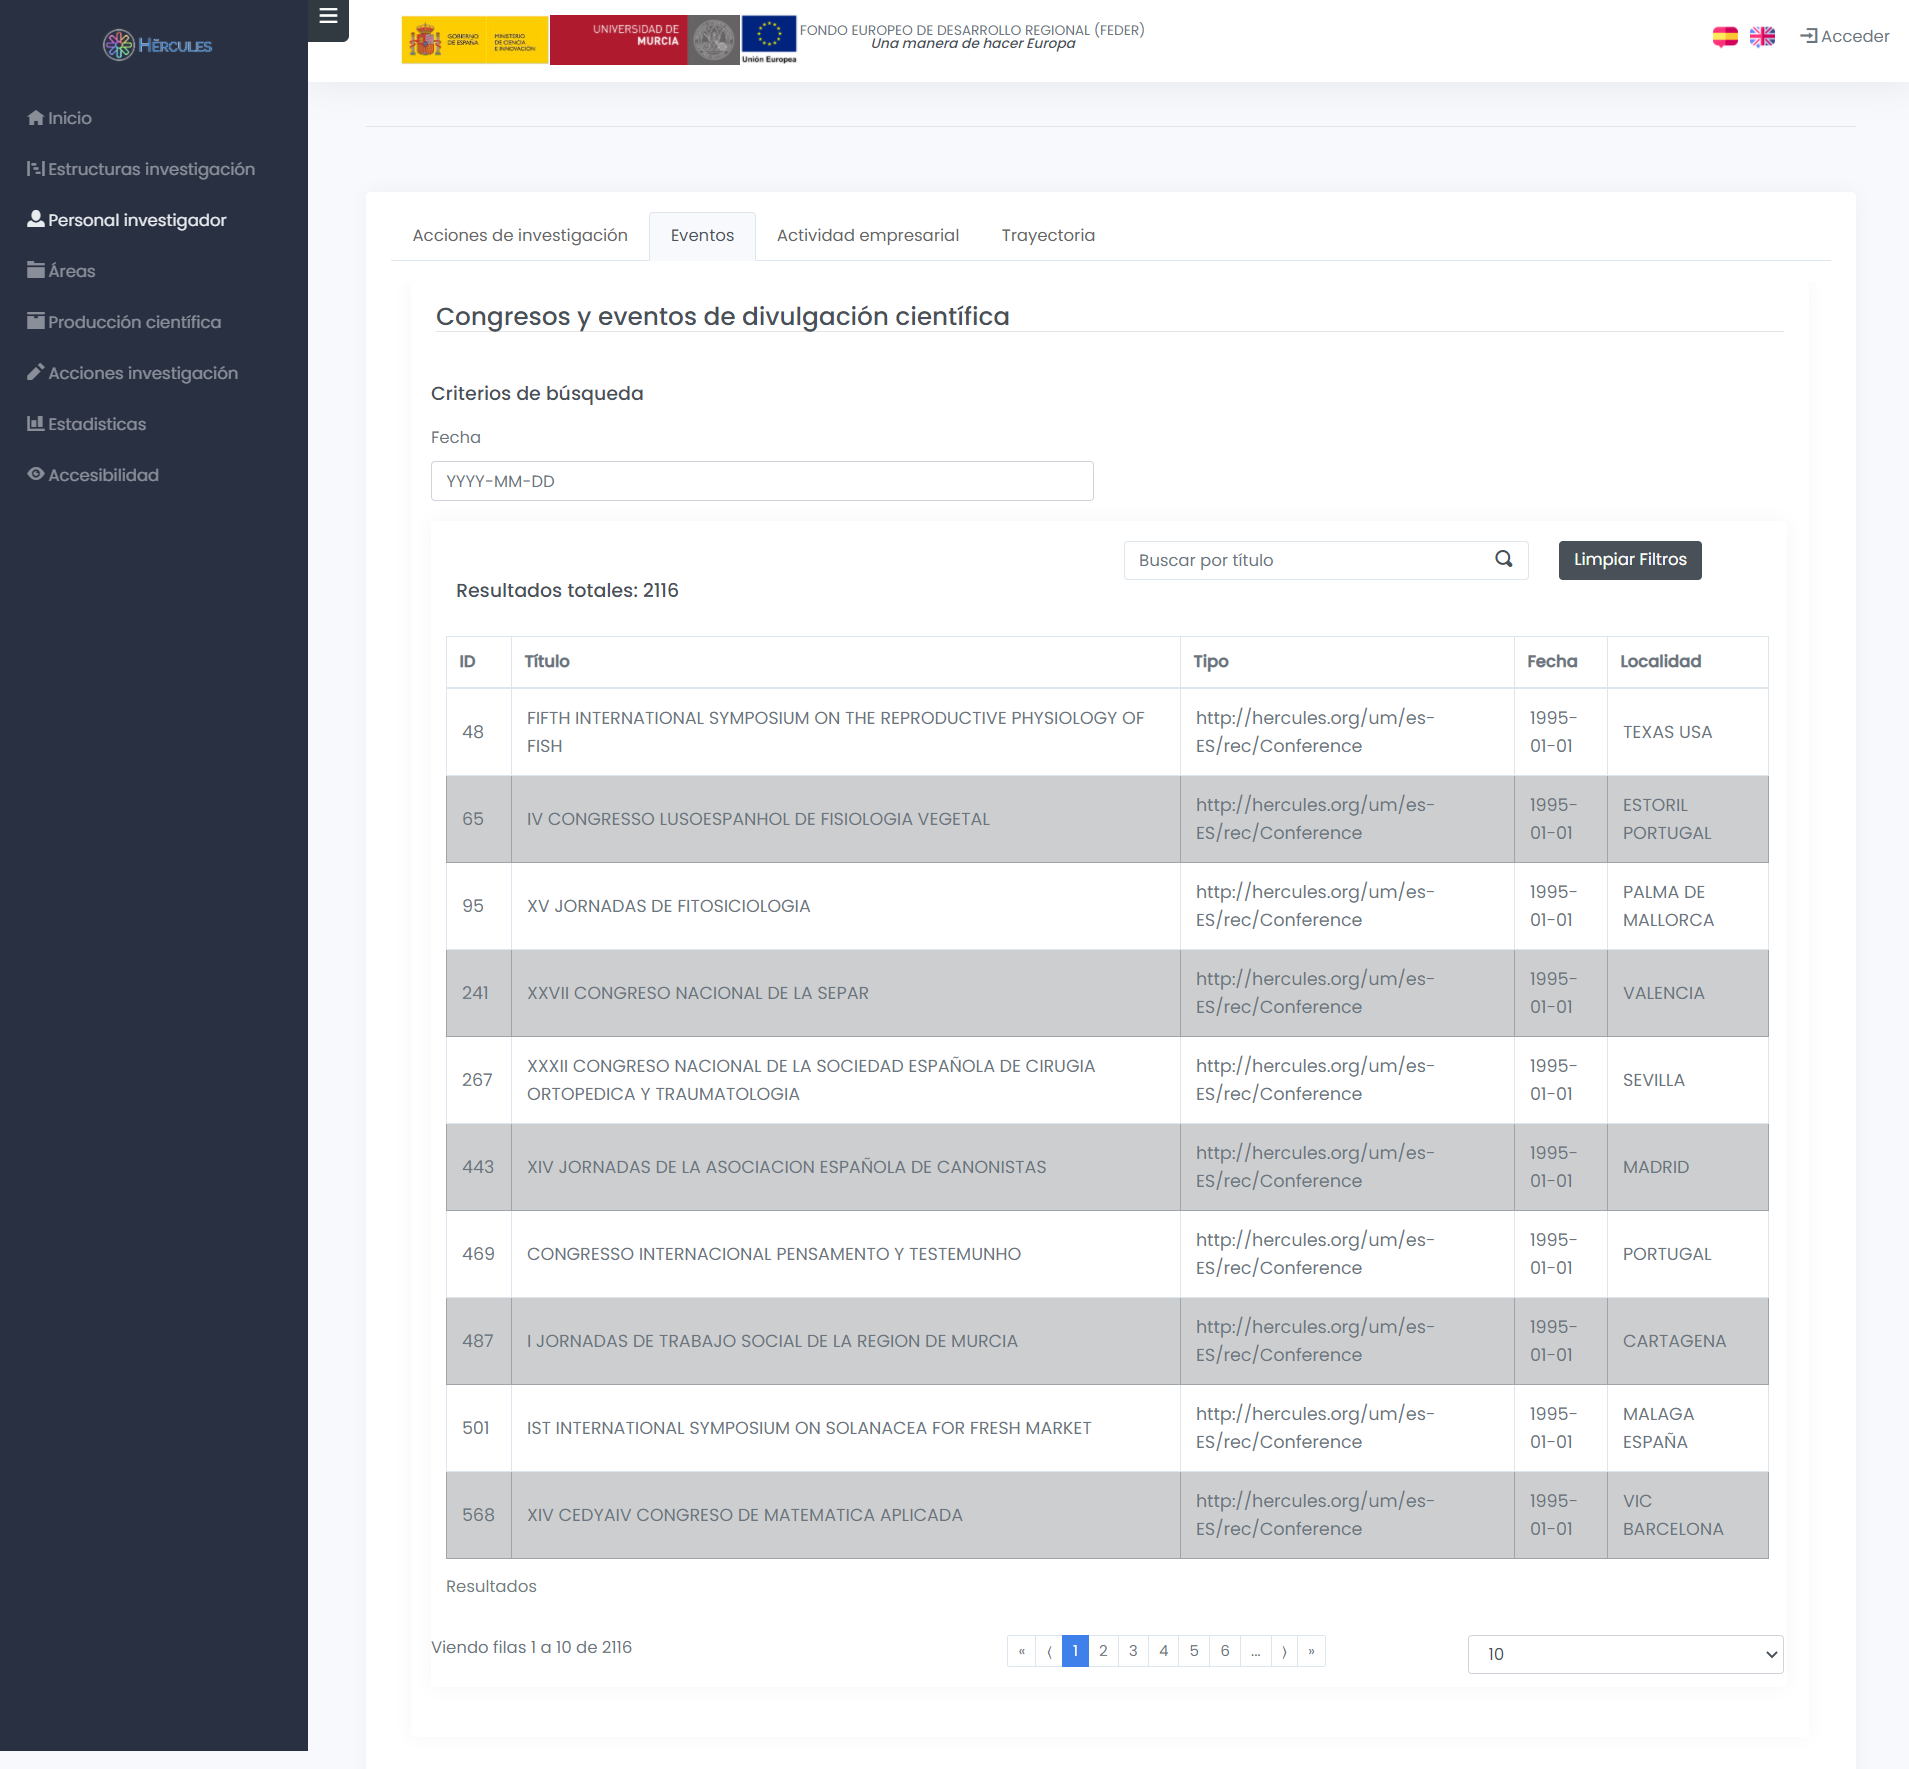 HĒRCULES
Inicio
Estructuras investigación
Personal investigador
Áreas
Producción científica
Acciones investigación
Estadisticas
Accesibilidad
GOBIERNO DE ESPAÑA
MINISTERIO DE CIENCIA E INNOVACIÓN
UNIVERSIDAD DE
MURCIA
Unión Europea
FONDO EUROPEO DE DESARROLLO REGIONAL (FEDER)
Una manera de hacer Europa
Acceder
Acciones de investigación
Eventos
Actividad empresarial
Trayectoria
Congresos y eventos de divulgación científica
Criterios de búsqueda
Fecha
YYYY-MM-DD
Buscar por título
Limpiar Filtros
Resultados totales: 2116
ID Título Tipo Fecha Localidad
48 FIFTH INTERNATIONAL SYMPOSIUM ON THE REPRODUCTIVE PHYSIOLOGY OF FISH http://hercules.org/um/es-ES/rec/Conference 1995-01-01 TEXAS USA
65 IV CONGRESSO LUSOESPANHOL DE FISIOLOGIA VEGETAL http://hercules.org/um/es-ES/rec/Conference 1995-01-01 ESTORIL PORTUGAL
95 XV JORNADAS DE FITOSICIOLOGIA http://hercules.org/um/es-ES/rec/Conference 1995-01-01 PALMA DE MALLORCA
241 XXVII CONGRESO NACIONAL DE LA SEPAR http://hercules.org/um/es-ES/rec/Conference 1995-01-01 VALENCIA
267 XXXII CONGRESO NACIONAL DE LA SOCIEDAD ESPAÑOLA DE CIRUGIA ORTOPEDICA Y TRAUMATOLOGIA http://hercules.org/um/es-ES/rec/Conference 1995-01-01 SEVILLA
443 XIV JORNADAS DE LA ASOCIACION ESPAÑOLA DE CANONISTAS http://hercules.org/um/es-ES/rec/Conference 1995-01-01 MADRID
469 CONGRESSO INTERNACIONAL PENSAMENTO Y TESTEMUNHO http://hercules.org/um/es-ES/rec/Conference 1995-01-01 PORTUGAL
487 I JORNADAS DE TRABAJO SOCIAL DE LA REGION DE MURCIA http://hercules.org/um/es-ES/rec/Conference 1995-01-01 CARTAGENA
501 IST INTERNATIONAL SYMPOSIUM ON SOLANACEA FOR FRESH MARKET http://hercules.org/um/es-ES/rec/Conference 1995-01-01 MALAGA ESPAÑA
568 XIV CEDYAIV CONGRESO DE MATEMATICA APLICADA http://hercules.org/um/es-ES/rec/Conference 1995-01-01 VIC BARCELONA
Resultados
Viendo filas 1 a 10 de 2116
« ⟨ 1 2 3 4 5 6 ... ⟩ »
10